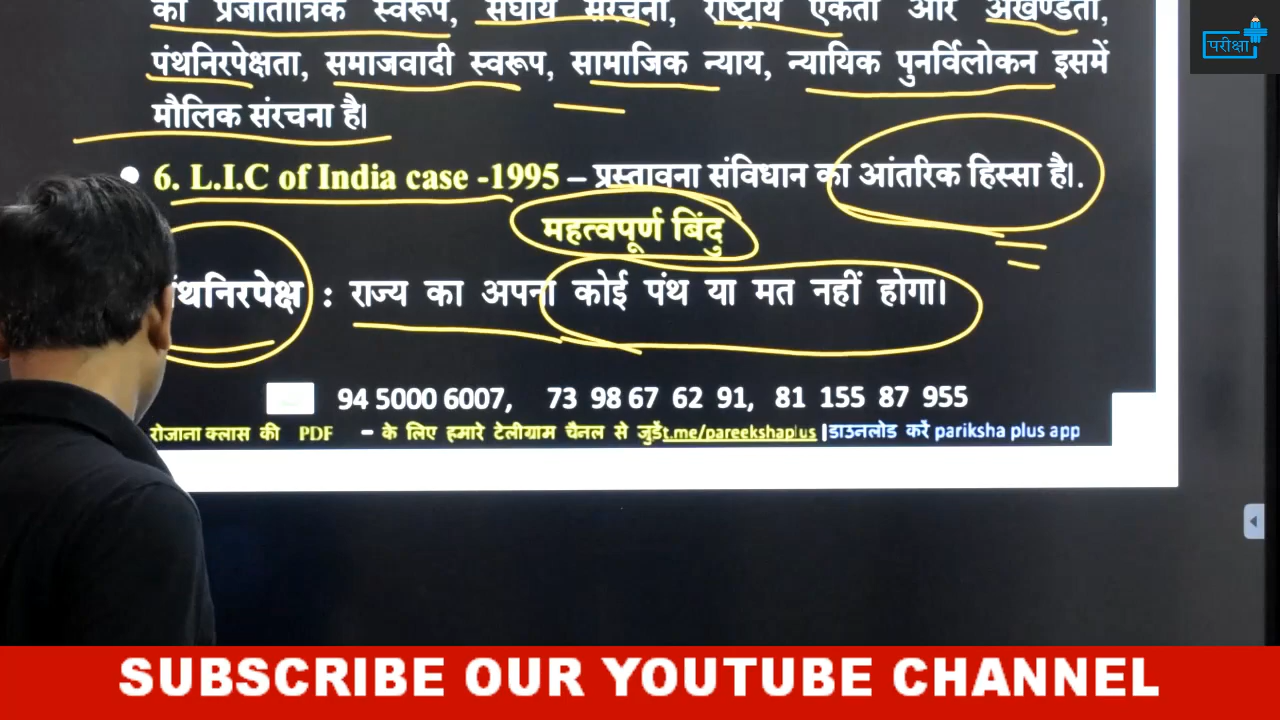 का प्रजातांत्रिक स्वरूप, संघीय संरचना, राष्ट्रीय एकता और अखण्डता,
परीक्षा
पंथनिरपेक्षता, समाजवादी स्वरूप, सामाजिक न्याय, न्यायिक पुनर्विलोकन इसमें
मौलिक संरचना है।
6. L.I.C of India case -1995 – प्रस्तावना संविधान का आंतरिक हिस्सा है।.
महत्वपूर्ण बिंदु
पंथनिरपेक्ष : राज्य का अपना कोई पंथ या मत नहीं होगा।
94 5000 6007, 73 98 67 62 91, 81 155 87 955
रोजाना क्लास की PDF – के लिए हमारे टेलीग्राम चैनल से जुड़ें t.me/pareekshaplus |डाउनलोड करें pariksha plus app
SUBSCRIBE OUR YOUTUBE CHANNEL